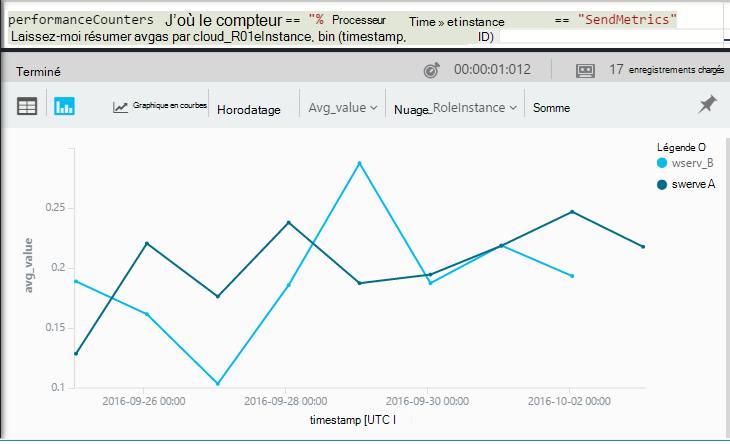 performanceCounters J'où le compteur == "% Processeur Time » et instance == "SendMetrics"
Laissez-moi résumer avgas par cloud_R01eInstance, bin (timestamp, ID)
Terminé 00:00:01:012 17 enregistrements chargés
Graphique en courbes Horodatage Avg_value Nuage_RoleInstance Somme
Légende O
wserv_B
swerve A
0.25
0.2
0.15
0.1
avg_value
2016-09-26 00:00 2016-09-28 00:00 2016-09-30 00:00 2016-10-02 00:00
timestamp [UTC I